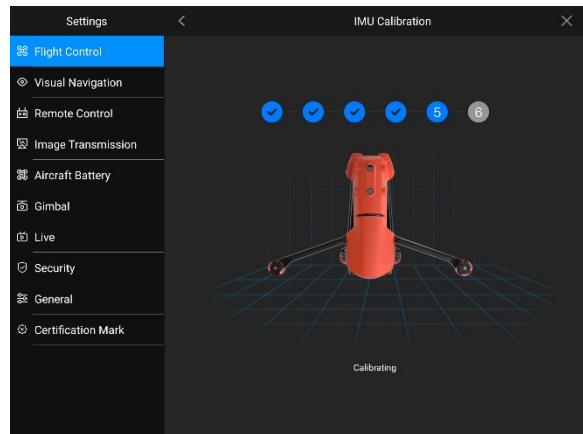 Settings
IMU Calibration
Flight Control
Visual Navigation
Remote Control
Image Transmission
Aircraft Battery
Gimbal
Live
Security
General
Certification Mark
5
6
Calibrating